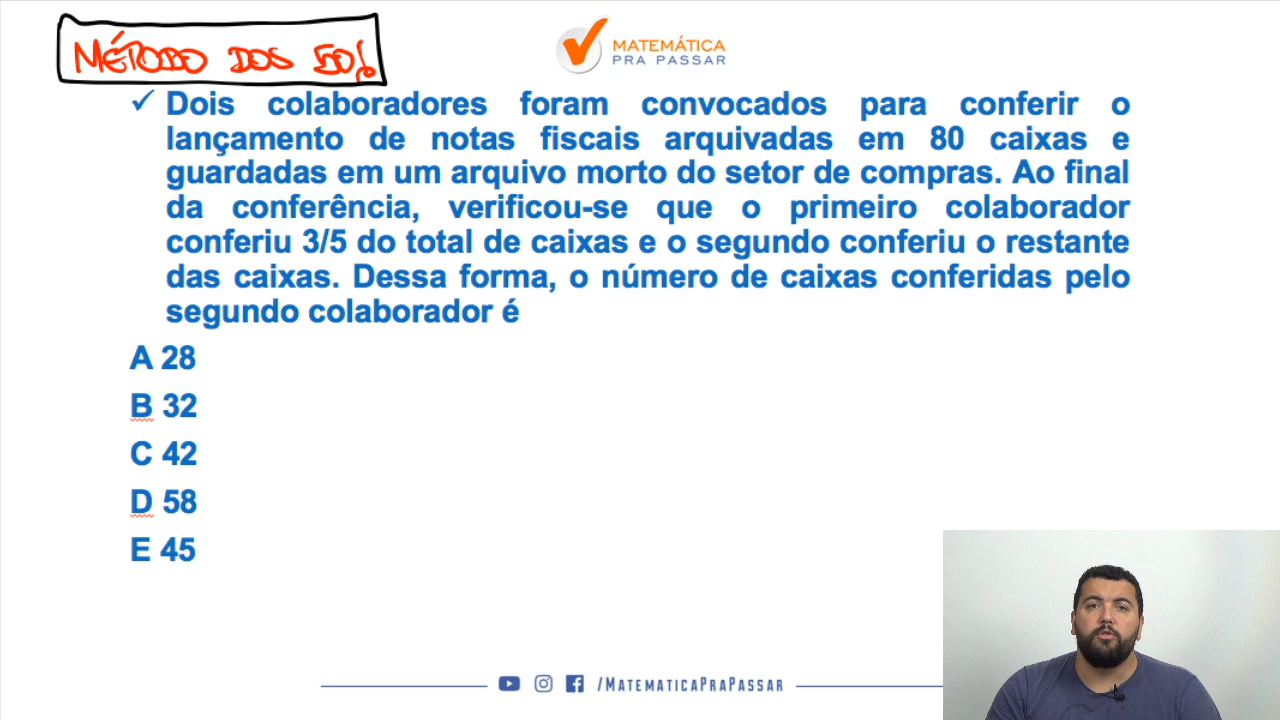 MÉTODO DOS 50!
MATEMÁTICA
PRA PASSAR
✓ Dois colaboradores foram convocados para conferir o
lançamento de notas fiscais arquivadas em 80 caixas e
guardadas em um arquivo morto do setor de compras. Ao final
da conferência, verificou-se que o primeiro colaborador
conferiu 3/5 do total de caixas e o segundo conferiu o restante
das caixas. Dessa forma, o número de caixas conferidas pelo
segundo colaborador é
A 28
B 32
C 42
D 58
E 45
/MATEMATICAPRAPASSAR